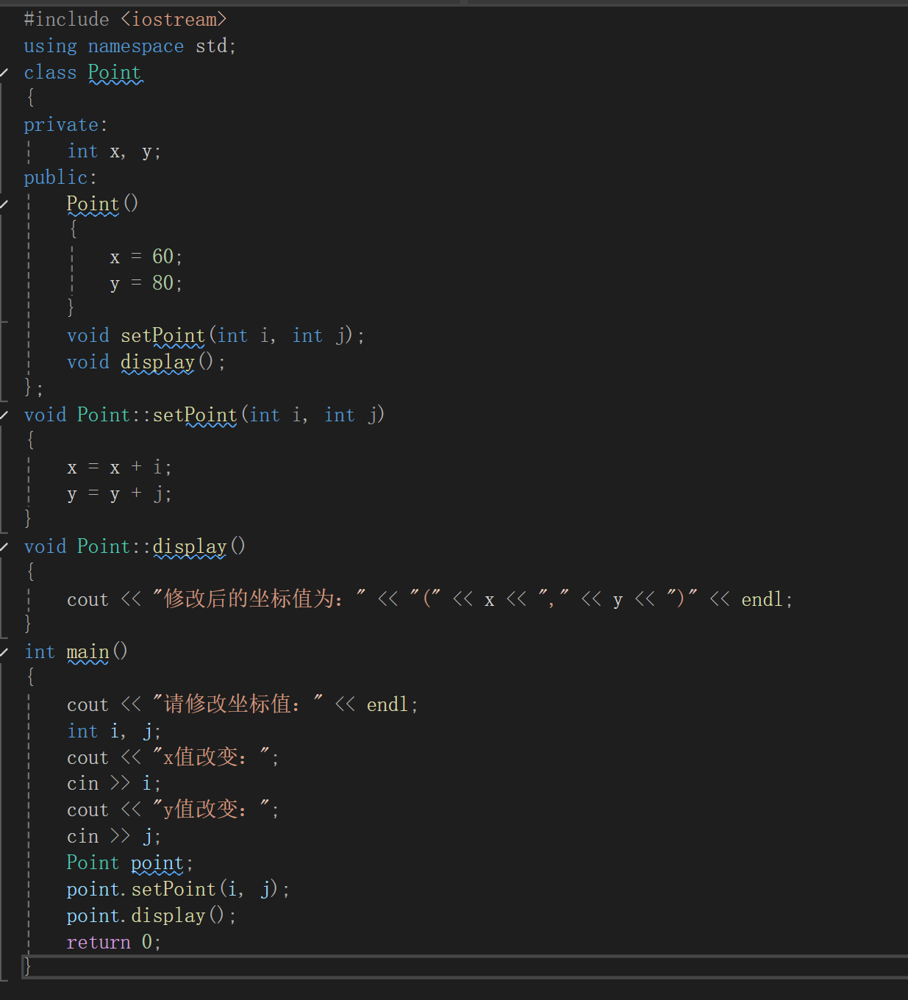 #include <iostream>
using namespace std;
class Point
{
private:
    int x, y;
public:
    Point()
    {
        x = 60;
        y = 80;
    }
    void setPoint(int i, int j);
    void display();
};
void Point::setPoint(int i, int j)
{
    x = x + i;
    y = y + j;
}
void Point::display()
{
    cout << "修改后的坐标值为：" << "(" << x << "," << y << ")" << endl;
}
int main()
{
    cout << "请修改坐标值：" << endl;
    int i, j;
    cout << "x值改变：";
    cin >> i;
    cout << "y值改变：";
    cin >> j;
    Point point;
    point.setPoint(i, j);
    point.display();
    return 0;
}